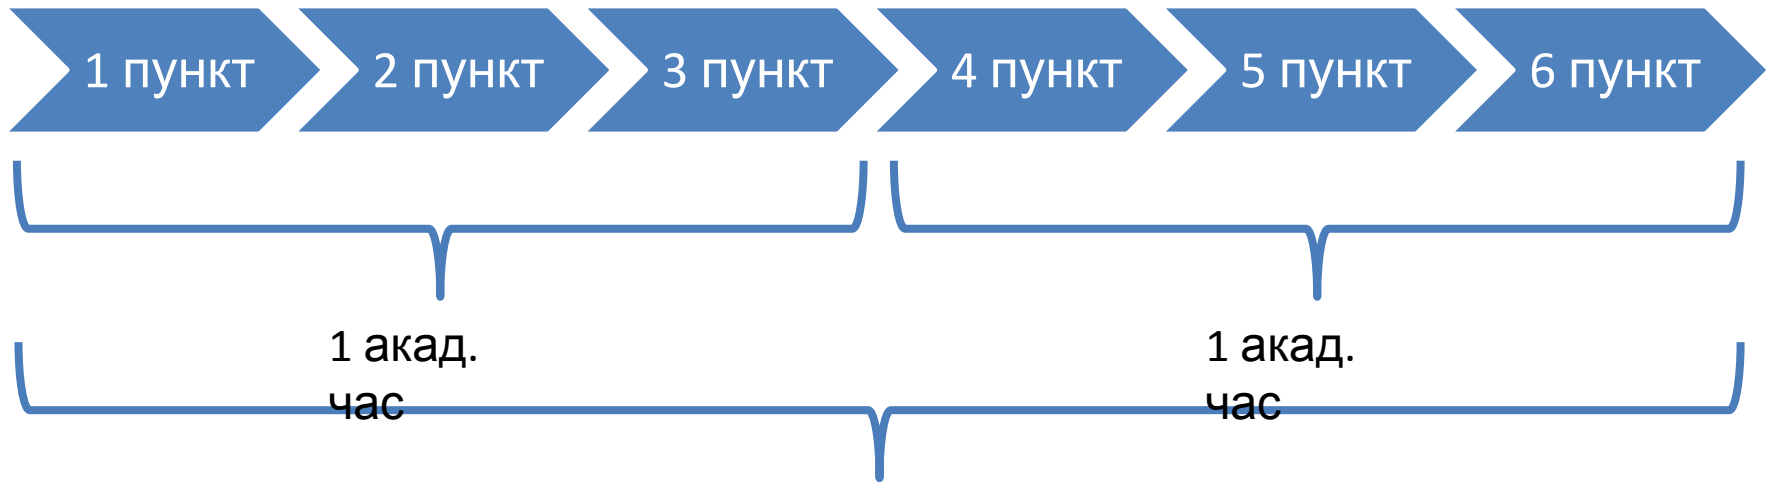 1 пункт 2 пункт 3 пункт 4 пункт 5 пункт 6 пункт
1 акад.
час
1 акад.
час